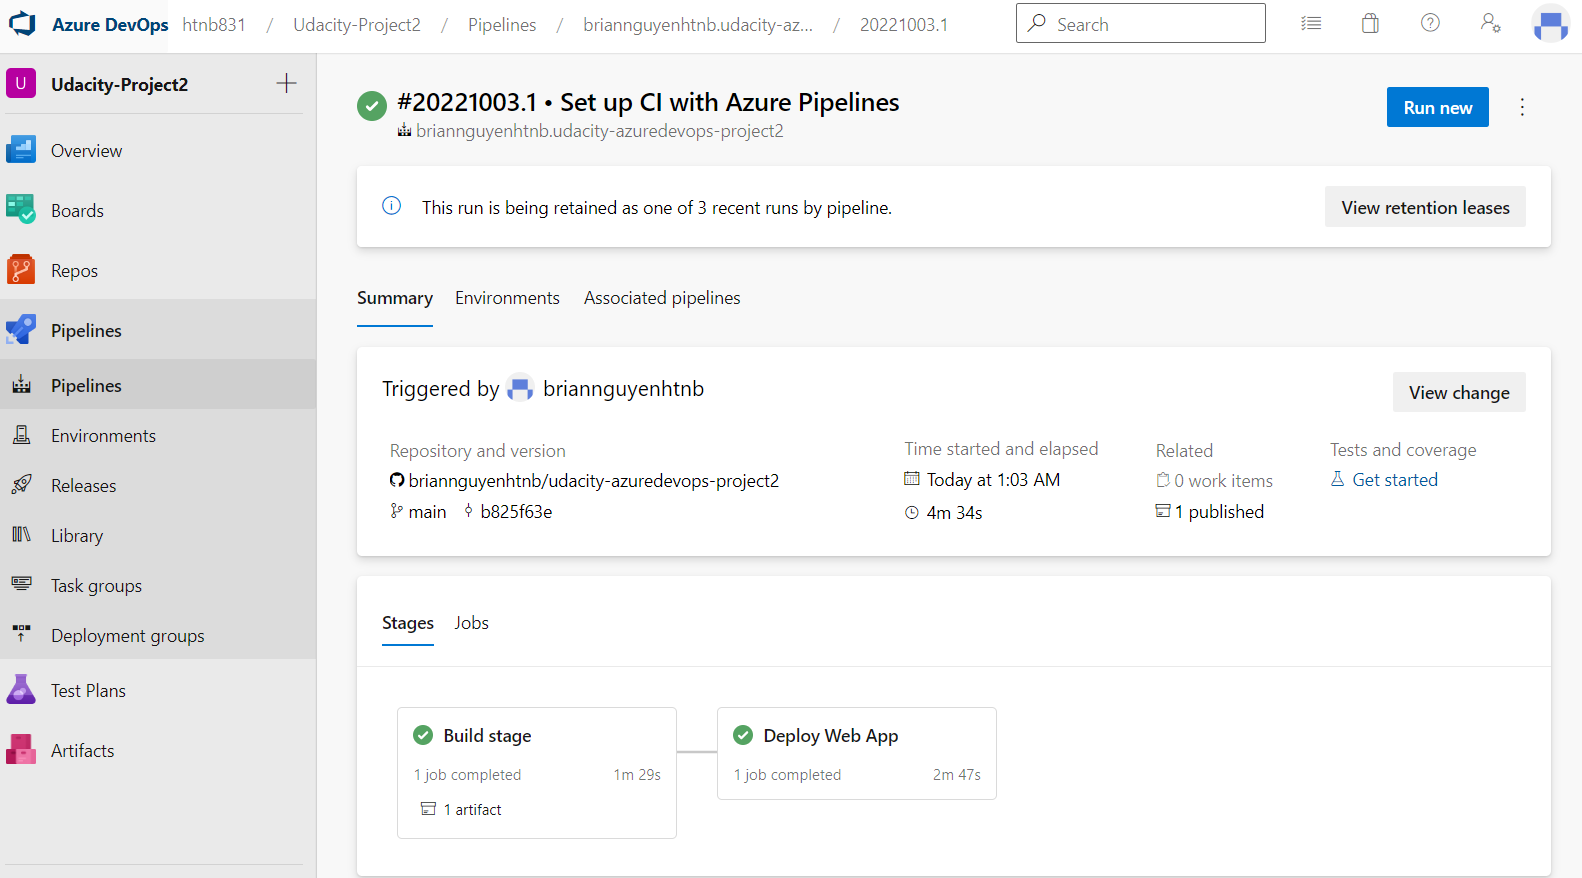 Azure DevOps htnb831 / Udacity-Project2 / Pipelines / briannguyenhtnb.udacity-az... / 20221003.1 Search
U Udacity-Project2
Overview
Boards
Repos
Pipelines
Pipelines
Environments
Releases
Library
Task groups
Deployment groups
Test Plans
Artifacts
#20221003.1 • Set up CI with Azure Pipelines
briannguyenhtnb.udacity-azuredevops-project2
Run new
This run is being retained as one of 3 recent runs by pipeline.
View retention leases
Summary Environments Associated pipelines
Triggered by briannguyenhtnb
View change
Repository and version
briannguyenhtnb/udacity-azuredevops-project2
main b825f63e
Time started and elapsed
Today at 1:03 AM
4m 34s
Related
0 work items
1 published
Tests and coverage
Get started
Stages Jobs
Build stage
1 job completed 1m 29s
1 artifact
Deploy Web App
1 job completed 2m 47s